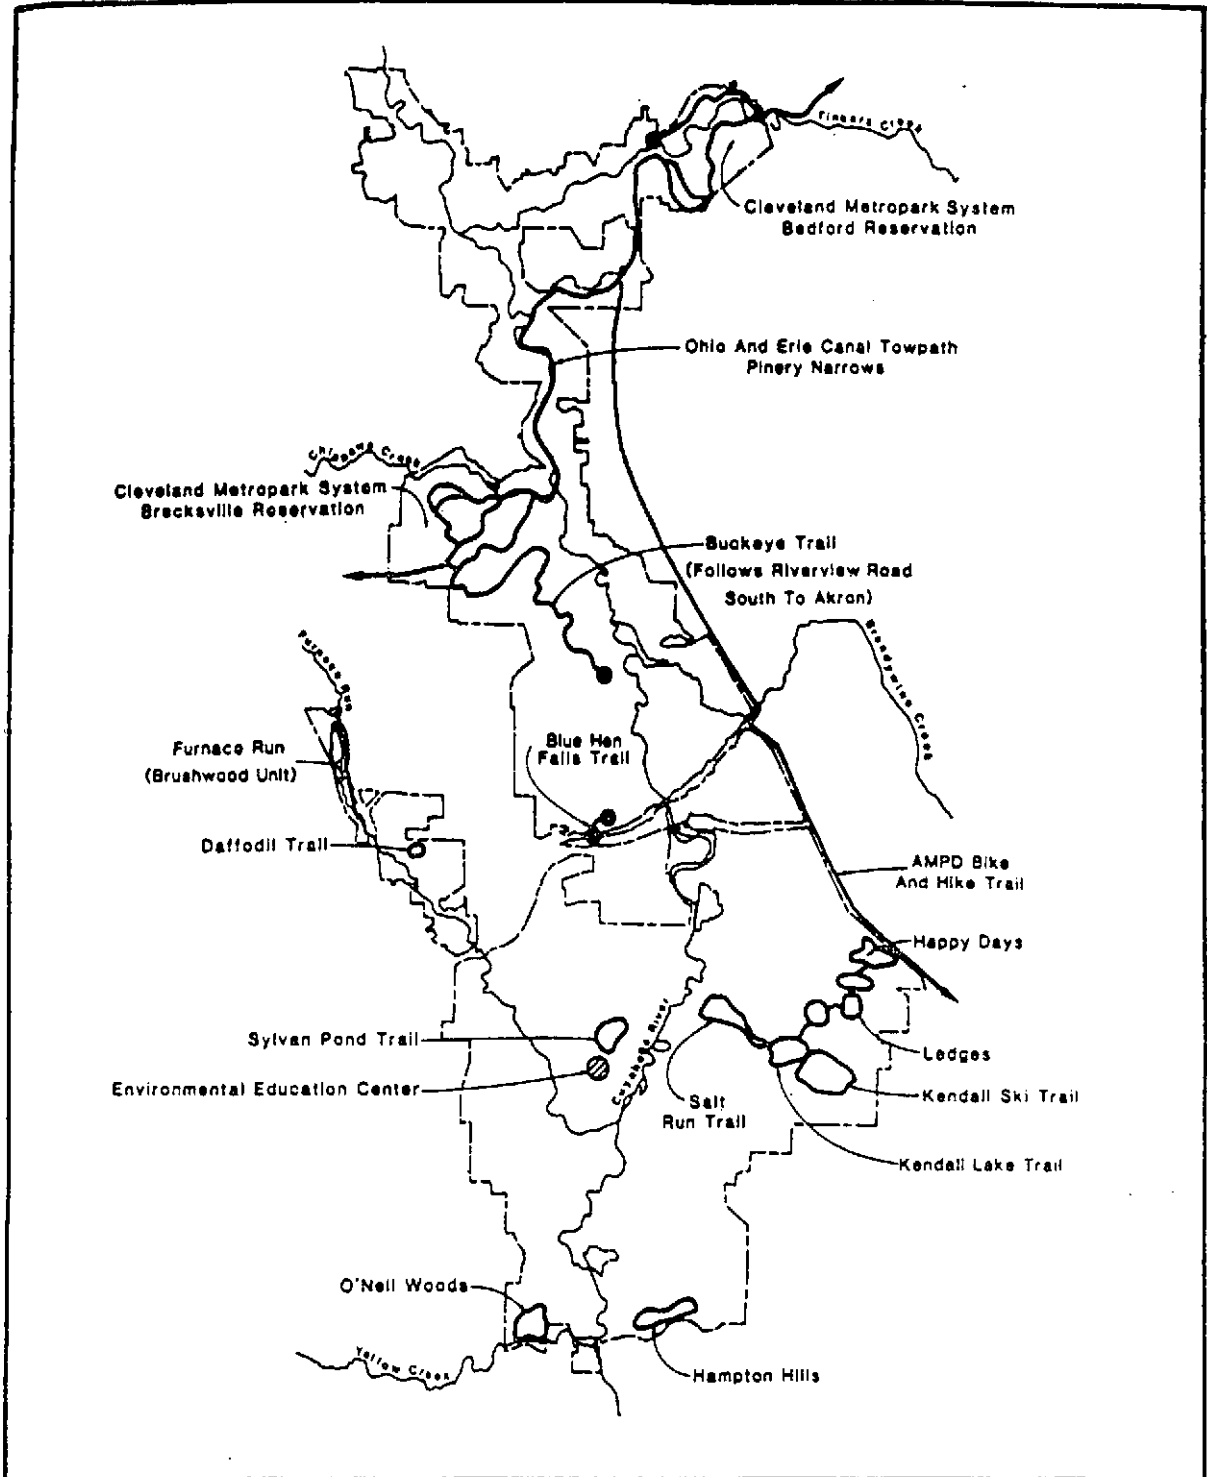 Tinkers Creek
Cleveland Metropark System
Bedford Reservation
Ohio And Erie Canal Towpath
Pinery Narrows
Chippewa Creek
Cleveland Metropark System
Brecksville Reservation
Buckeye Trail
(Follows Riverview Road
South To Akron)
Furnace Run
Brandywine Creek
Furnace Run
(Brushwood Unit)
Blue Hen
Falls Trail
Daffodil Trail
AMPD Bike
And Hike Trail
Happy Days
Cuyahoga River
Sylvan Pond Trail
Ledges
Environmental Education Center
Salt
Run Trail
Kendall Ski Trail
Kendall Lake Trail
O'Neil Woods
Yellow Creek
Hampton Hills